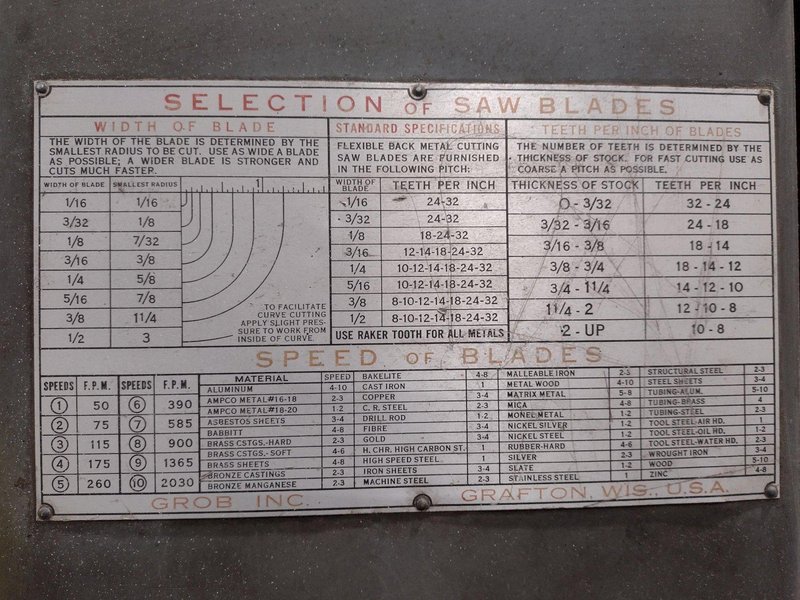 SELECTION OF SAW BLADES
WIDTH OF BLADE
THE WIDTH OF THE BLADE IS DETERMINED BY THE
SMALLEST RADIUS TO BE CUT. USE AS WIDE A BLADE
AS POSSIBLE; A WIDER BLADE IS STRONGER AND
CUTS MUCH FASTER.
WIDTH OF BLADE SMALLEST RADIUS 1
1/16 1/16
3/32 1/8
1/8 7/32
3/16 3/8
1/4 5/8
5/16 7/8
3/8 1 1/4
1/2 3
TO FACILITATE
CURVE CUTTING
APPLY SLIGHT PRES-
SURE TO WORK FROM
INSIDE OF CURVE.
STANDARD SPECIFICATIONS
FLEXIBLE BACK METAL CUTTING
SAW BLADES ARE FURNISHED
IN THE FOLLOWING PITCH:
WIDTH OF BLADE TEETH PER INCH
1/16 24-32
3/32 24-32
1/8 18-24-32
3/16 12-14-18-24-32
1/4 10-12-14-18-24-32
5/16 10-12-14-18-24-32
3/8 8-10-12-14-18-24-32
1/2 8-10-12-14-18-24-32
USE RAKER TOOTH FOR ALL METALS
TEETH PER INCH OF BLADES
THE NUMBER OF TEETH IS DETERMINED BY THE
THICKNESS OF STOCK. FOR FAST CUTTING USE AS
COARSE A PITCH AS POSSIBLE.
THICKNESS OF STOCK TEETH PER INCH
0 - 3/32 32 - 24
3/32 - 3/16 24 - 18
3/16 - 3/8 18 - 14
3/8 - 3/4 18 - 14 - 12
3/4 - 1 1/4 14 - 12 - 10
1 1/4 - 2 12 - 10 - 8
2 - UP 10 - 8
SPEED OF BLADES
SPEEDS F.P.M. SPEEDS F.P.M.
1 50 6 390
2 75 7 585
3 115 8 900
4 175 9 1365
5 260 10 2030
MATERIAL SPEED
ALUMINUM 4-10
AMPCO METAL#16-18 2-3
AMPCO METAL#18-20 1-2
ASBESTOS SHEETS 3-4
BABBITT 4-8
BRASS CSTGS.-HARD 2-3
BRASS CSTGS.-SOFT 4-6
BRASS SHEETS 4-8
BRONZE CASTINGS 2-3
BRONZE MANGANESE 2-3
BAKELITE 4-8
CAST IRON 1
COPPER 3-4
C. R. STEEL 2-3
DRILL ROD 1-2
FIBRE 3-4
GOLD 3-4
H. CHR. HIGH CARBON ST. 1
HIGH SPEED STEEL 1
IRON SHEETS 3-4
MACHINE STEEL 2-3
MALLEABLE IRON 2-3
METAL WOOD 4-10
MATRIX METAL 5-8
MICA 4-8
MONEL METAL 1-2
NICKEL SILVER 1-2
NICKEL STEEL 1-2
RUBBER-HARD 4-6
SILVER 2-3
SLATE 1-2
STAINLESS STEEL 1
STRUCTURAL STEEL 2-3
STEEL SHEETS 3-4
TUBING-ALUM. 5-10
TUBING-BRASS 4
TUBING-STEEL 2-3
TOOL STEEL-AIR HD. 1
TOOL STEEL-OIL HD. 1-2
TOOL STEEL-WATER HD. 2-3
WROUGHT IRON 3-4
WOOD 5-10
ZINC 4-8
GROB INC. GRAFTON, WIS., U.S.A.